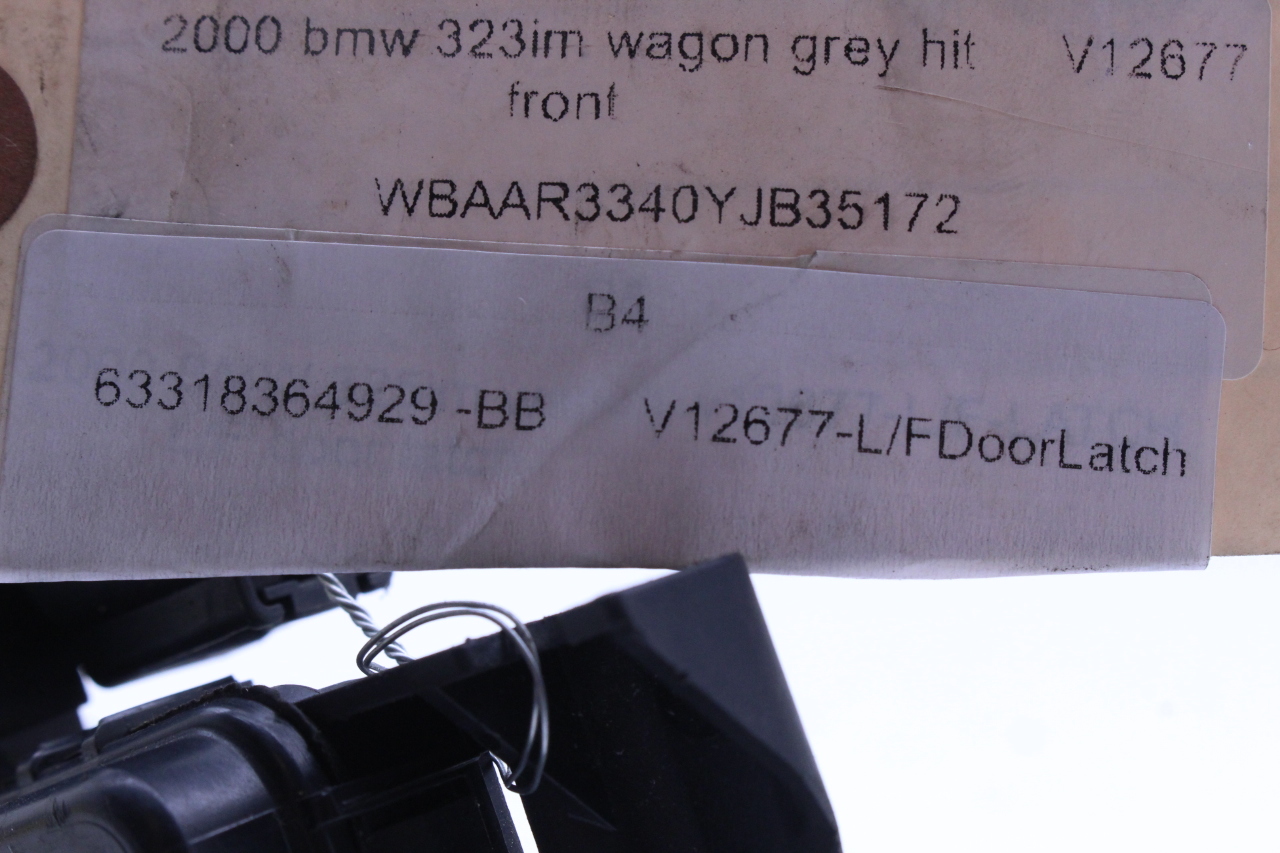 2000 bmw 323im wagon grey hit V12677
front
WBAAR3340YJB35172
B4
63318364929 -BB V12677-L/FDoorLatch